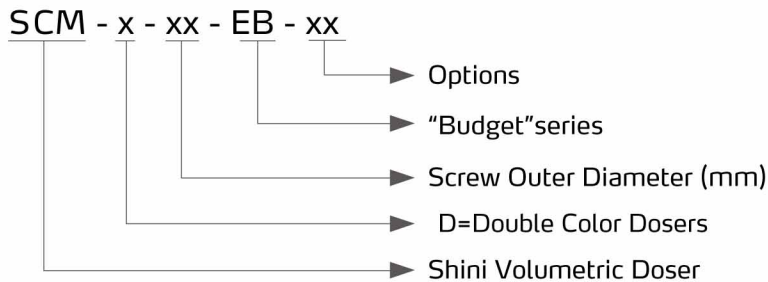 SCM - x - xx - EB - xx
Options
“Budget”series
Screw Outer Diameter (mm)
D=Double Color Dosers
Shini Volumetric Doser